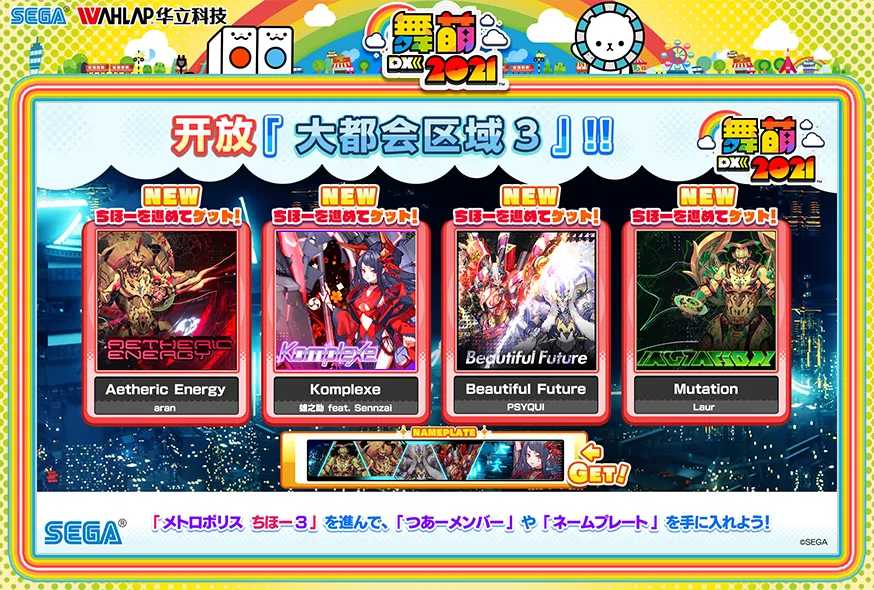 SEGA® WAHLAP华立科技
舞萌
DX 2021™
开放『大都会区域3』!!
舞萌
DX 2021™
NEW NEW NEW NEW
ちほーを進めてゲット! ちほーを進めてゲット! ちほーを進めてゲット! ちほーを進めてゲット!
AETHERIC
ENERGY
Komplexe
Beautiful Future
MUTATION
Aetheric Energy
aran
Komplexe
雄之助 feat. Sennzai
Beautiful Future
PSYQUI
Mutation
Laur
NAMEPLATE
GET!
SEGA®
「メトロポリス ちほー3」を進んで、「つあーメンバー」や「ネームプレート」を手に入れよう!
©SEGA